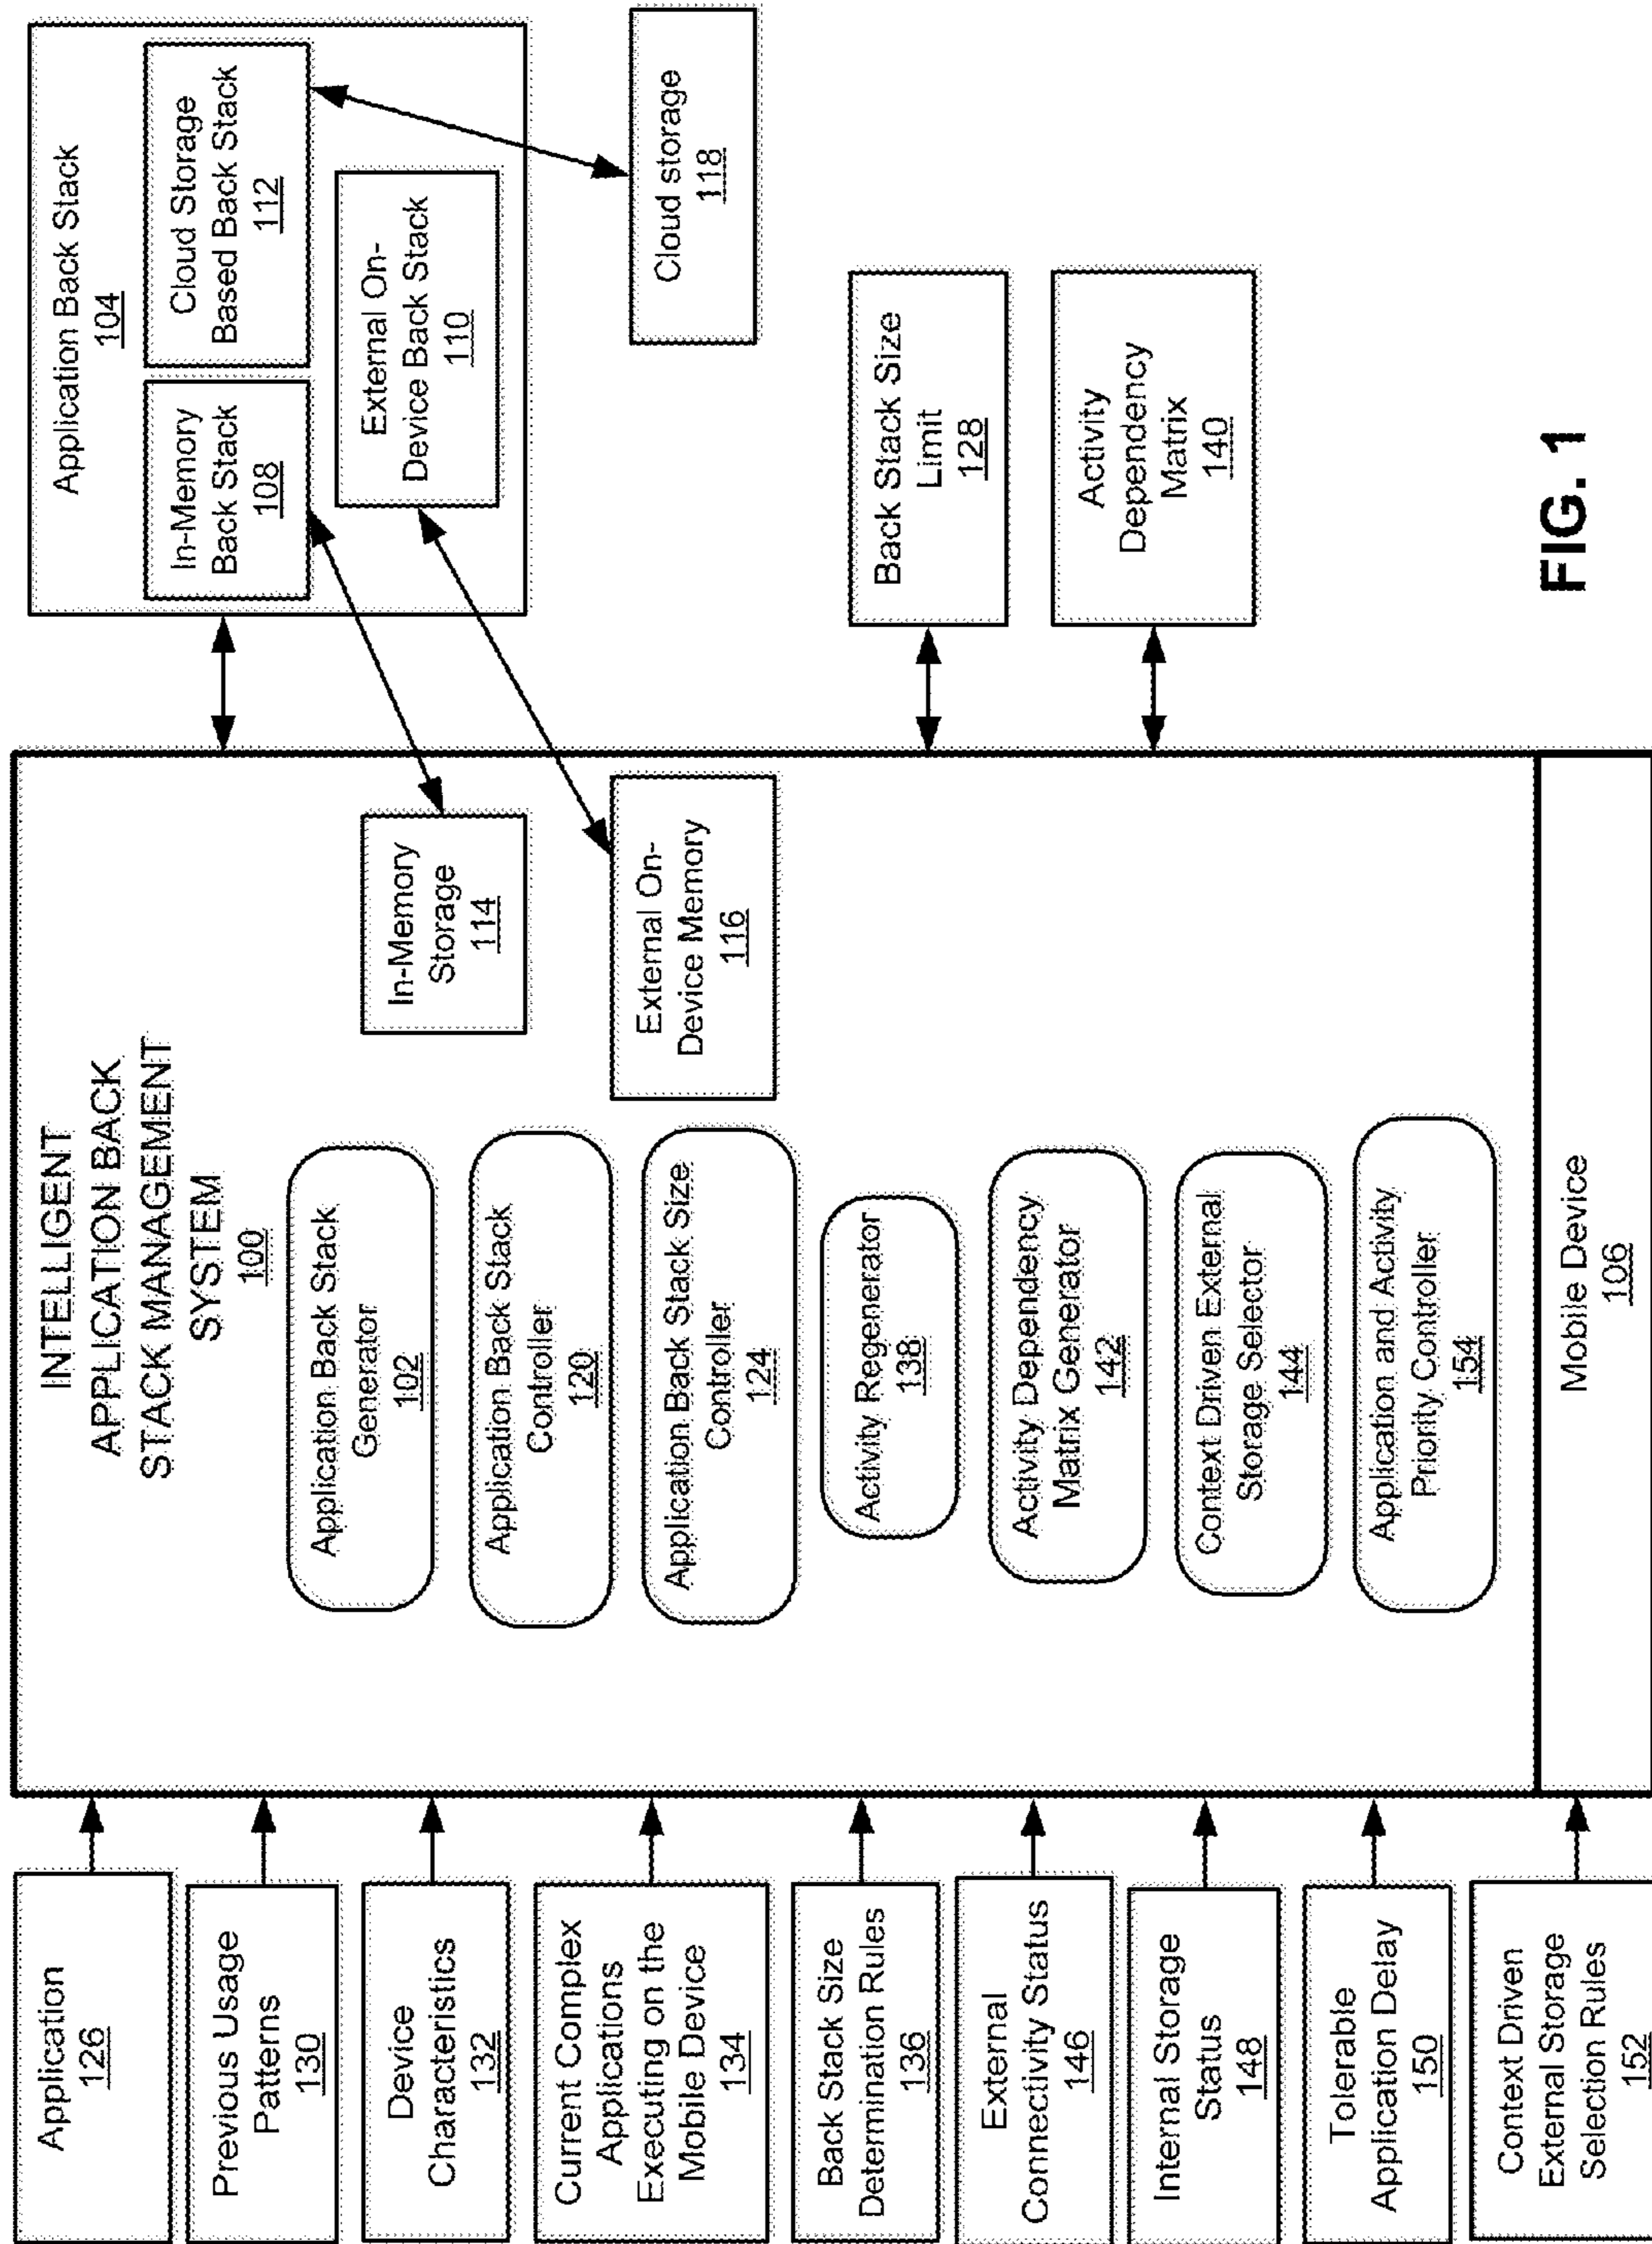 Application
126
Previous Usage
Patterns
130
Device
Characteristics
132
Current Complex
Applications
Executing on the
Mobile Device
134
Back Stack Size
Determination Rules
136
External
Connectivity Status
146
Internal Storage
Status
148
Tolerable
Application Delay
150
Context Driven
External Storage
Selection Rules
152
INTELLIGENT
APPLICATION BACK
STACK MANAGEMENT
SYSTEM
100
Application Back Stack
Generator
102
Application Back Stack
Controller
120
Application Back Stack Size
Controller
124
Activity Regenerator
138
Activity Dependency
Matrix Generator
142
Context Driven External
Storage Selector
144
Application and Activity
Priority Controller
154
In-Memory
Storage
114
External On-
Device Memory
116
Mobile Device
106
Application Back Stack
104
In-Memory
Back Stack
108
Cloud Storage
Based Back Stack
112
External On-
Device Back Stack
110
Cloud storage
118
Back Stack Size
Limit
128
Activity
Dependency
Matrix
140
FIG. 1